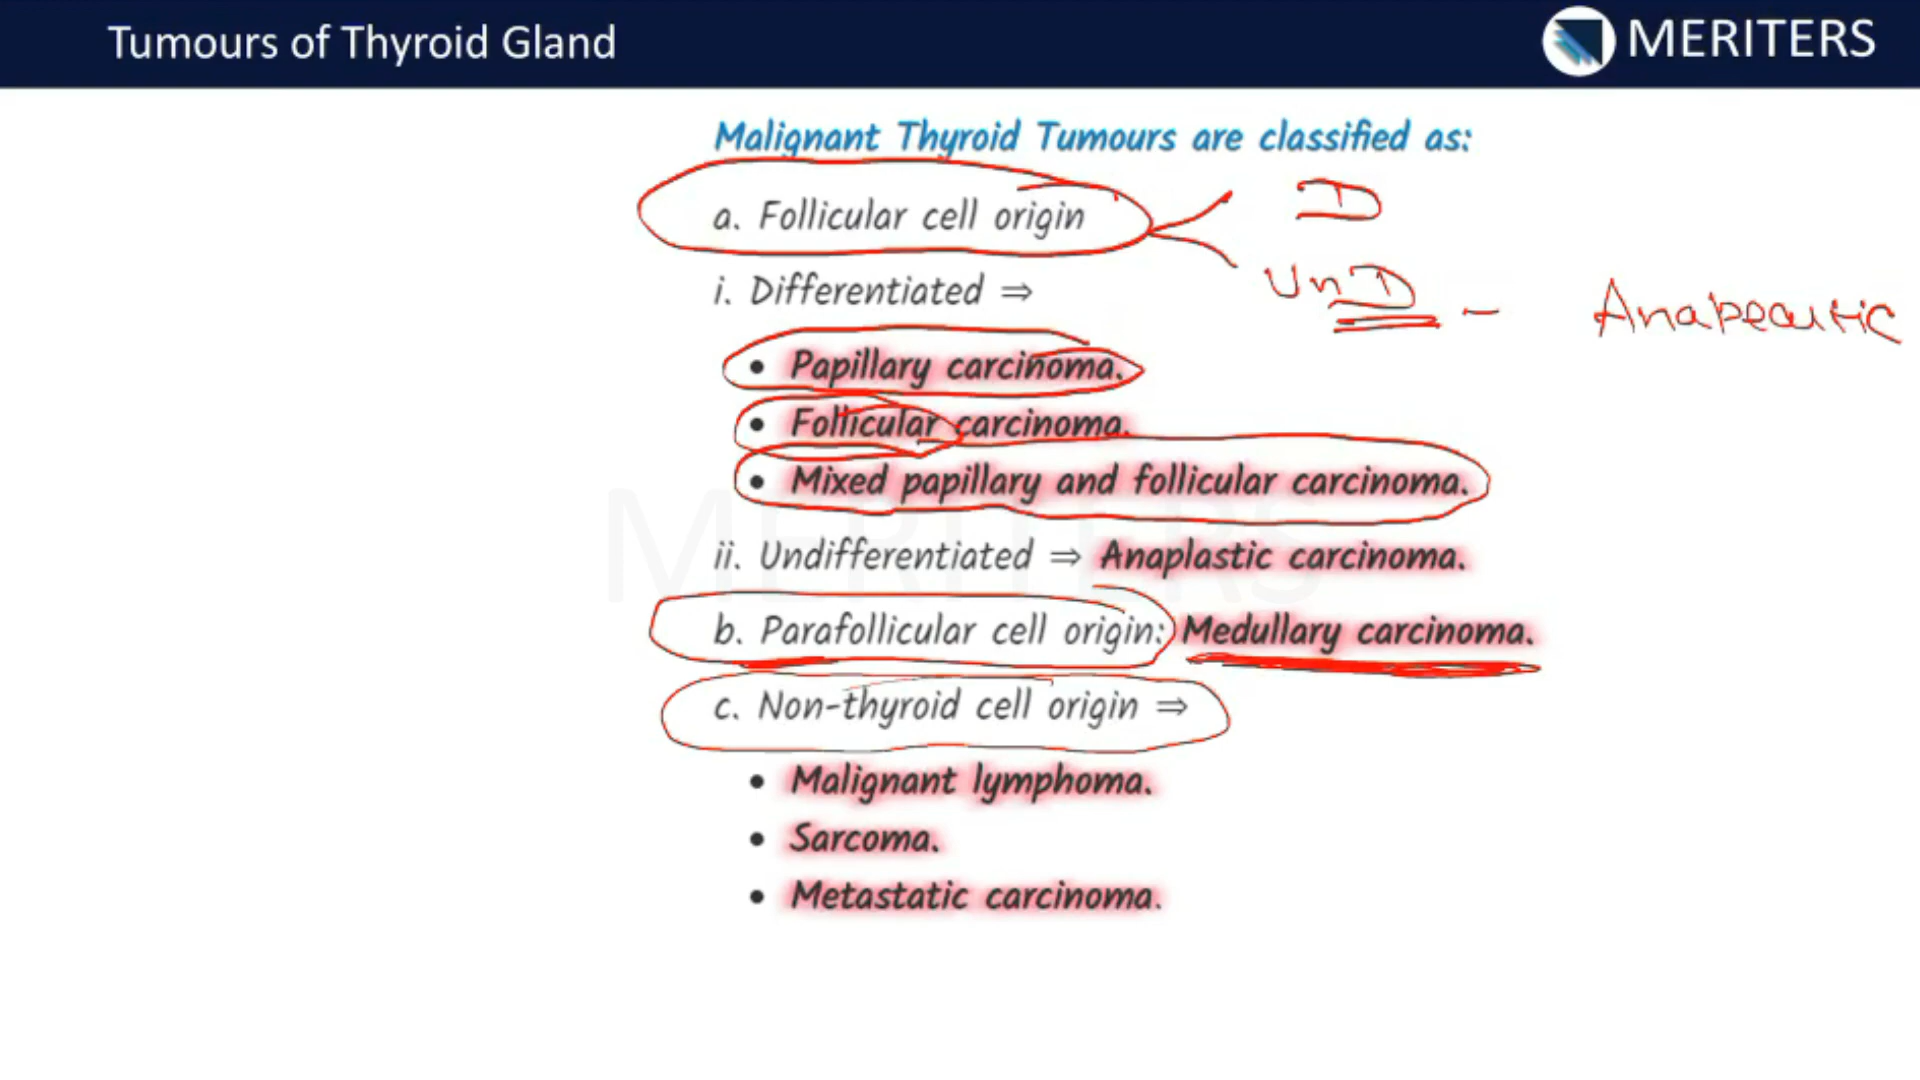 Tumours of Thyroid Gland
MERITERS
Malignant Thyroid Tumours are classified as:
a. Follicular cell origin
D
i. Differentiated ⇒
UnD -
• Papillary carcinoma.
• Follicular carcinoma.
• Mixed papillary and follicular carcinoma.
ii. Undifferentiated ⇒ Anaplastic carcinoma.
b. Parafollicular cell origin: Medullary carcinoma.
c. Non-thyroid cell origin ⇒
• Malignant lymphoma.
• Sarcoma.
• Metastatic carcinoma.
MERITERS